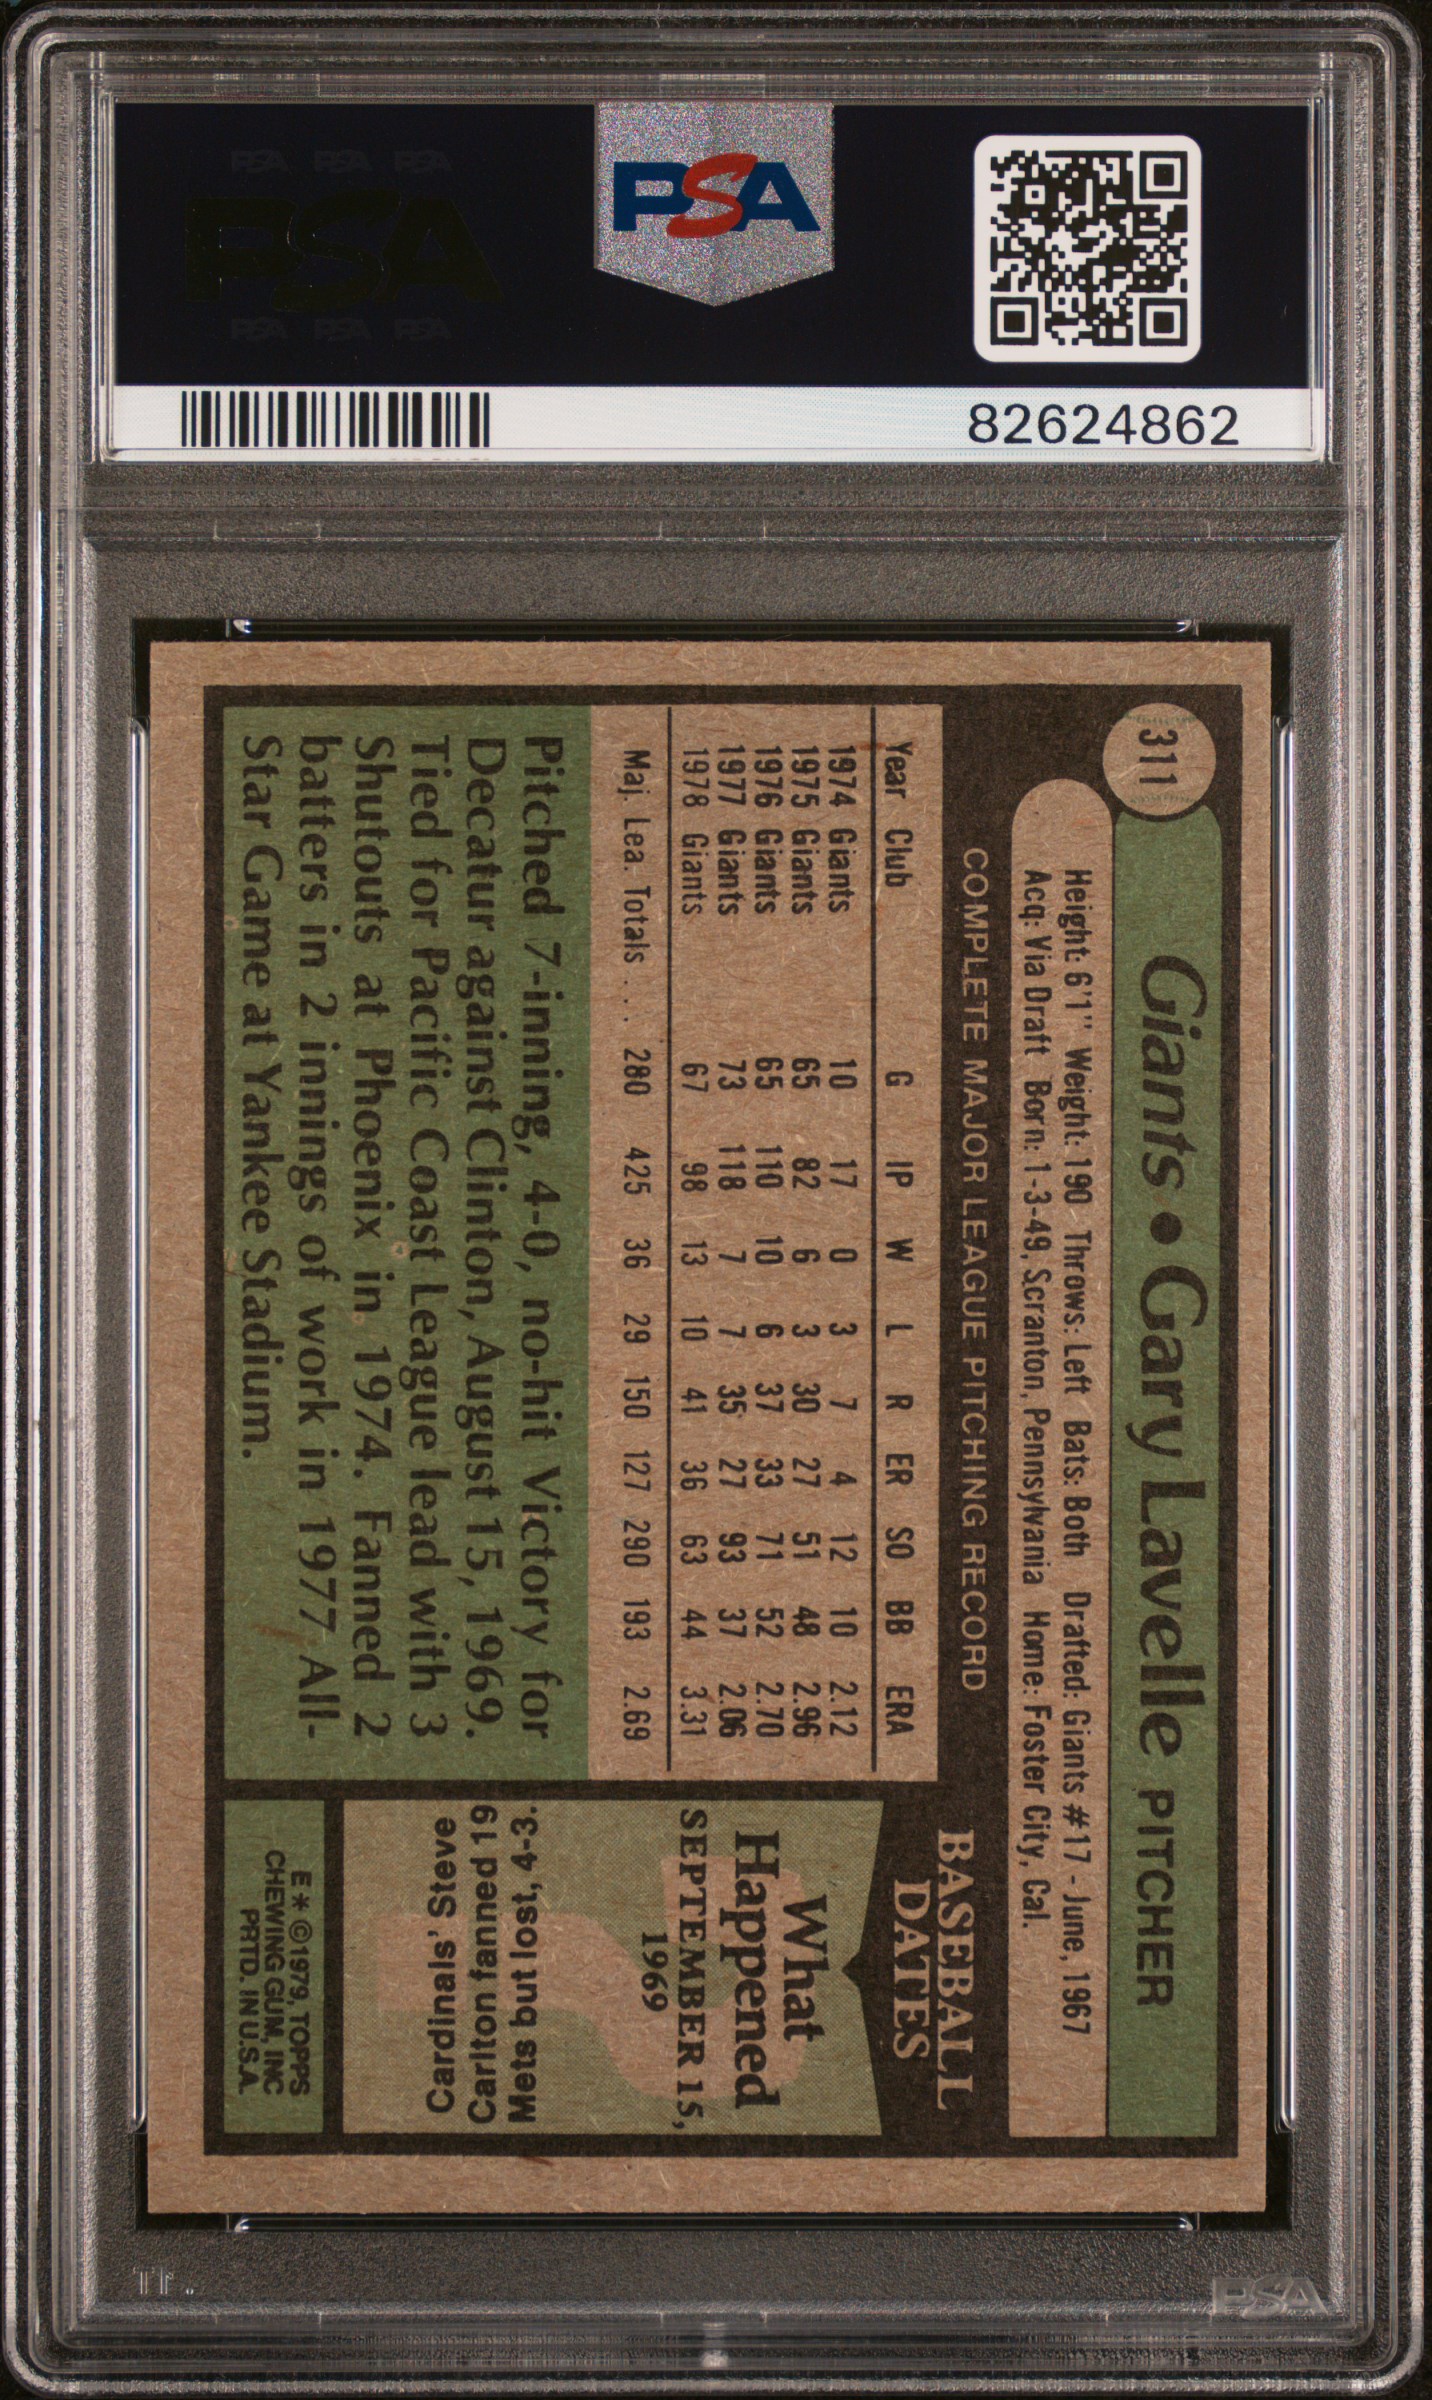 PSA PSA PSA
PSA
PSA PSA PSA
PSA
82624862
311
Giants • Gary Lavelle PITCHER
Height: 6'1" Weight: 190 Throws: Left Bats: Both Drafted: Giants #17 - June, 1967
Acq: Via Draft Born: 1-3-49, Scranton, Pennsylvania Home: Foster City, Cal.
COMPLETE MAJOR LEAGUE PITCHING RECORD
Year Club G IP W L R ER SO BB ERA
1974 Giants 10 17 0 3 7 4 12 10 2.12
1975 Giants 65 82 6 3 30 27 51 48 2.96
1976 Giants 65 110 10 6 37 33 71 52 2.70
1977 Giants 73 118 7 7 35 27 93 37 2.06
1978 Giants 67 98 13 10 41 36 63 44 3.31
Maj. Lea. Totals . . . 280 425 36 29 150 127 290 193 2.69
Pitched 7-inning, 4-0, no-hit Victory for
Decatur against Clinton, August 15, 1969.
Tied for Pacific Coast League lead with 3
Shutouts at Phoenix in 1974. Fanned 2
batters in 2 innings of work in 1977 All-
Star Game at Yankee Stadium.
BASEBALL
DATES
What
Happened
SEPTEMBER 15,
1969
Mets but lost, 4-3.
Carlton fanned 19
Cardinals' Steve
E * © 1979, TOPPS
CHEWING GUM, INC
PRTD. IN U.S.A.
PSA